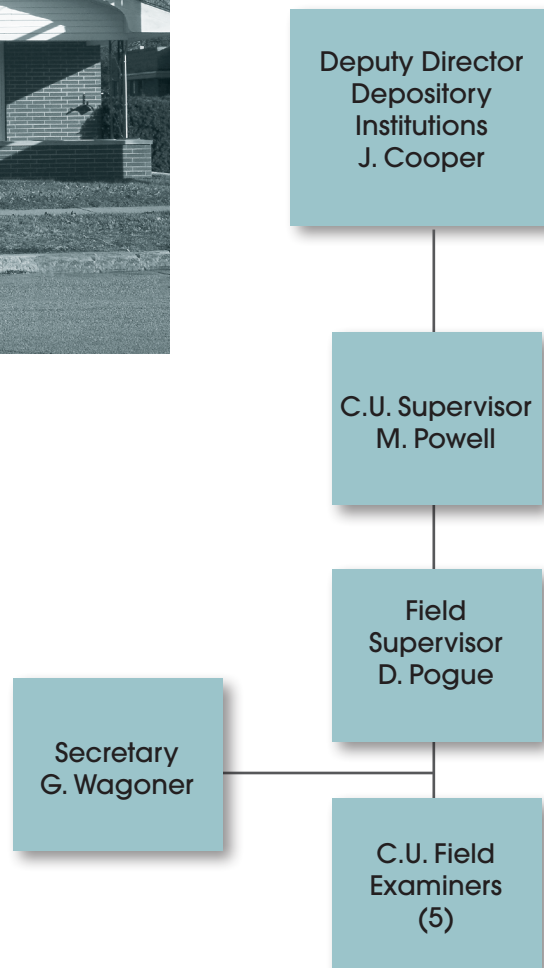 Deputy Director
Depository
Institutions
J. Cooper
C.U. Supervisor
M. Powell
Field
Supervisor
D. Pogue
Secretary
G. Wagoner
C.U. Field
Examiners
(5)